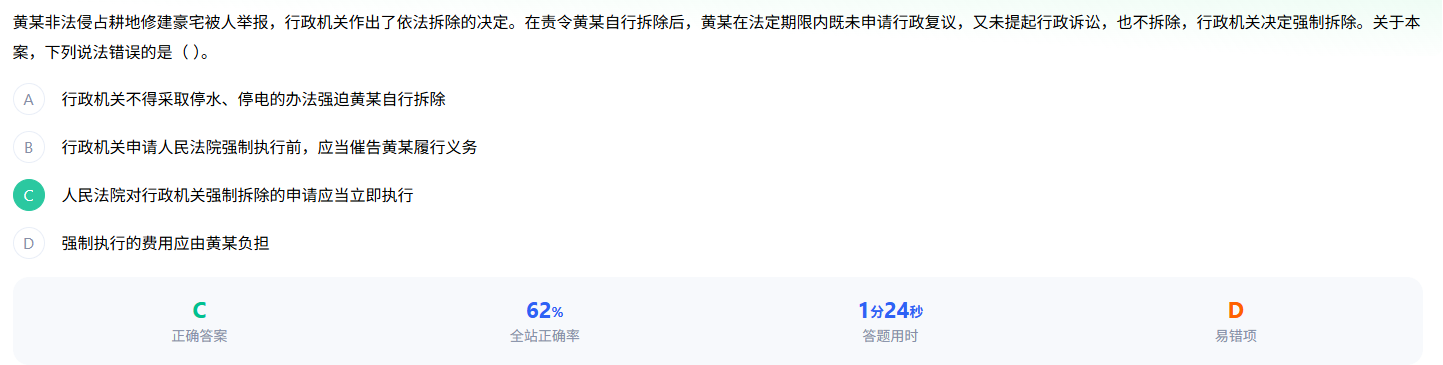 黄某非法侵占耕地修建豪宅被人举报，行政机关作出了依法拆除的决定。在责令黄某自行拆除后，黄某在法定期限内既未申请行政复议，又未提起行政诉讼，也不拆除，行政机关决定强制拆除。关于本
案，下列说法错误的是（ ）。
A 行政机关不得采取停水、停电的办法强迫黄某自行拆除
B 行政机关申请人民法院强制执行前，应当催告黄某履行义务
C 人民法院对行政机关强制拆除的申请应当立即执行
D 强制执行的费用应由黄某负担
C 62% 1分24秒 D
正确答案 全站正确率 答题用时 易错项